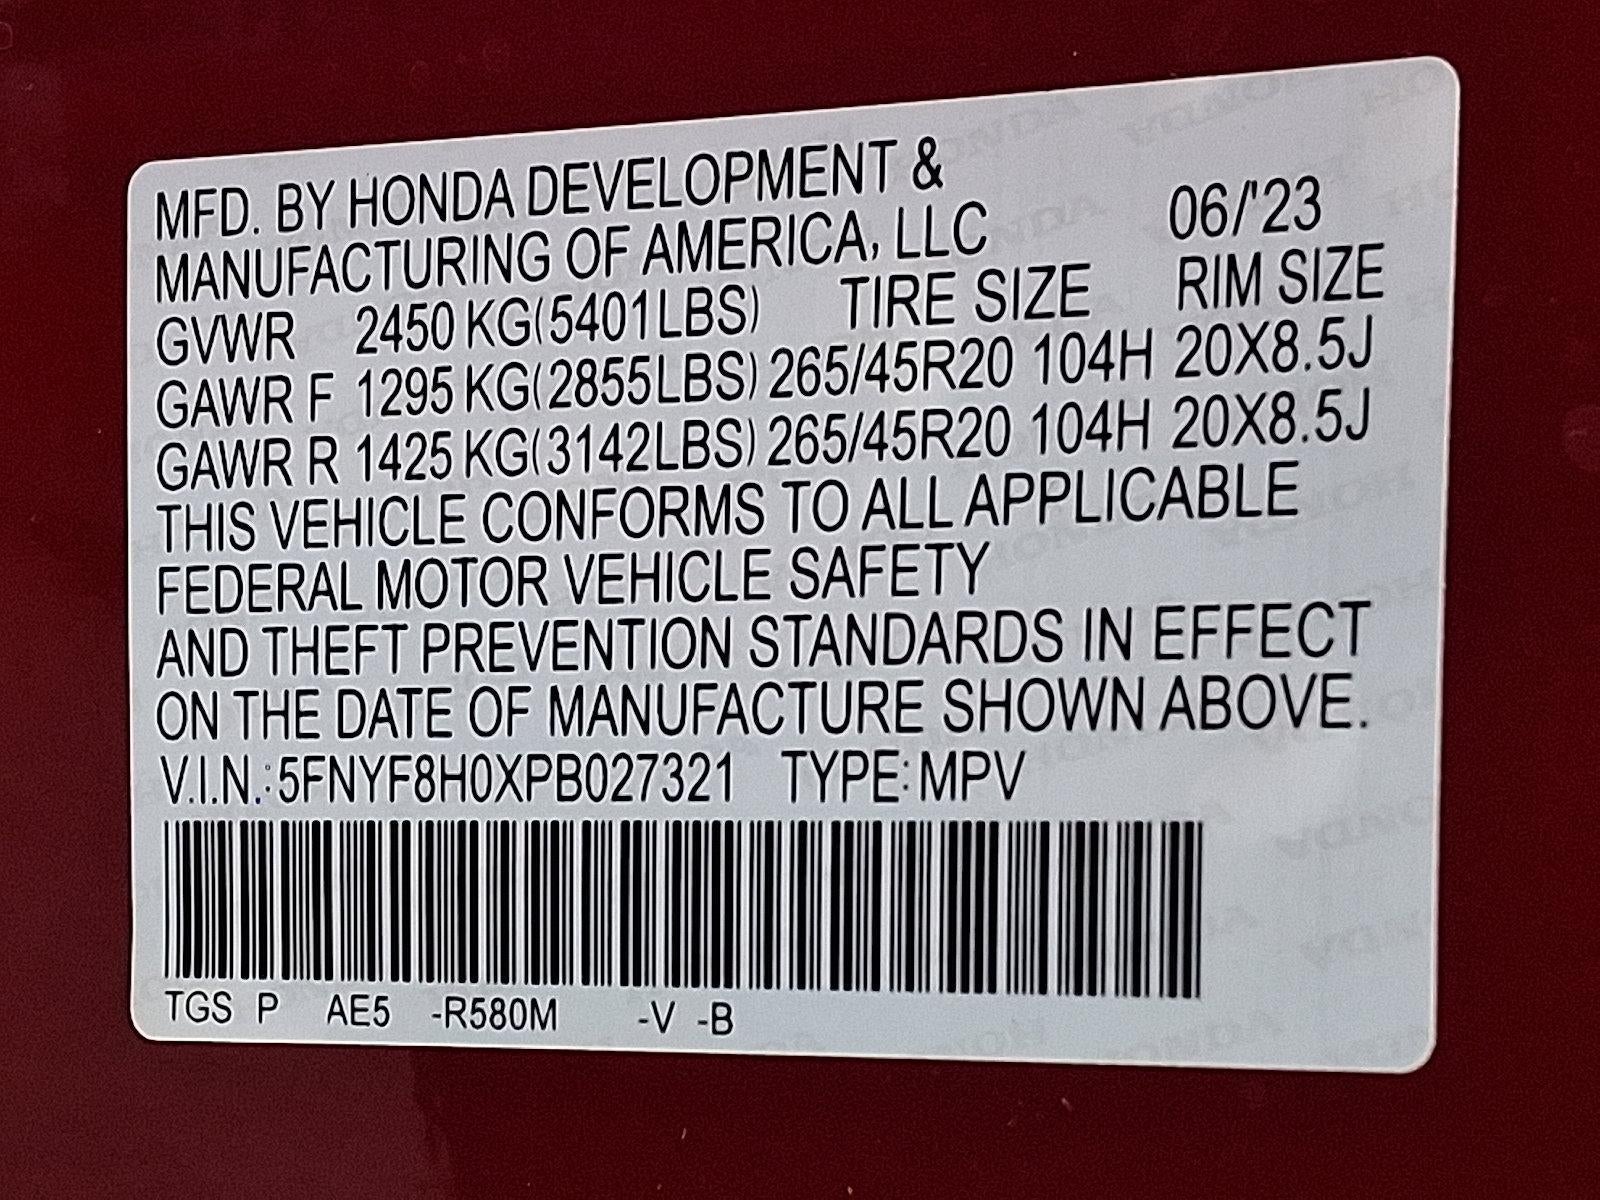 MFD. BY HONDA DEVELOPMENT &
MANUFACTURING OF AMERICA, LLC 06/'23
GVWR 2450 KG(5401LBS) TIRE SIZE RIM SIZE
GAWR F 1295 KG(2855LBS) 265/45R20 104H 20X8.5J
GAWR R 1425 KG(3142LBS) 265/45R20 104H 20X8.5J
THIS VEHICLE CONFORMS TO ALL APPLICABLE
FEDERAL MOTOR VEHICLE SAFETY
AND THEFT PREVENTION STANDARDS IN EFFECT
ON THE DATE OF MANUFACTURE SHOWN ABOVE.
V.I.N.: 5FNYF8H0XPB027321 TYPE: MPV
TGS P AE5 -R580M -V -B